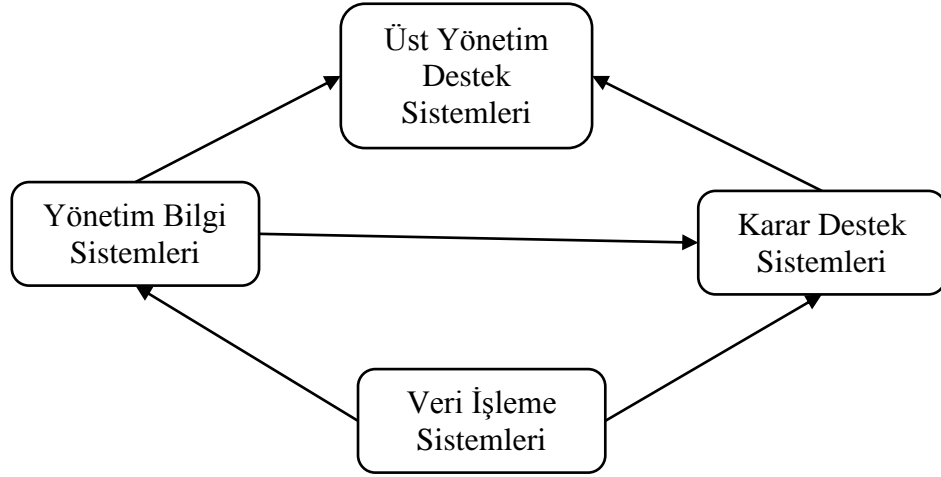 Üst Yönetim
Destek
Sistemleri
Yönetim Bilgi
Sistemleri
Karar Destek
Sistemleri
Veri İşleme
Sistemleri